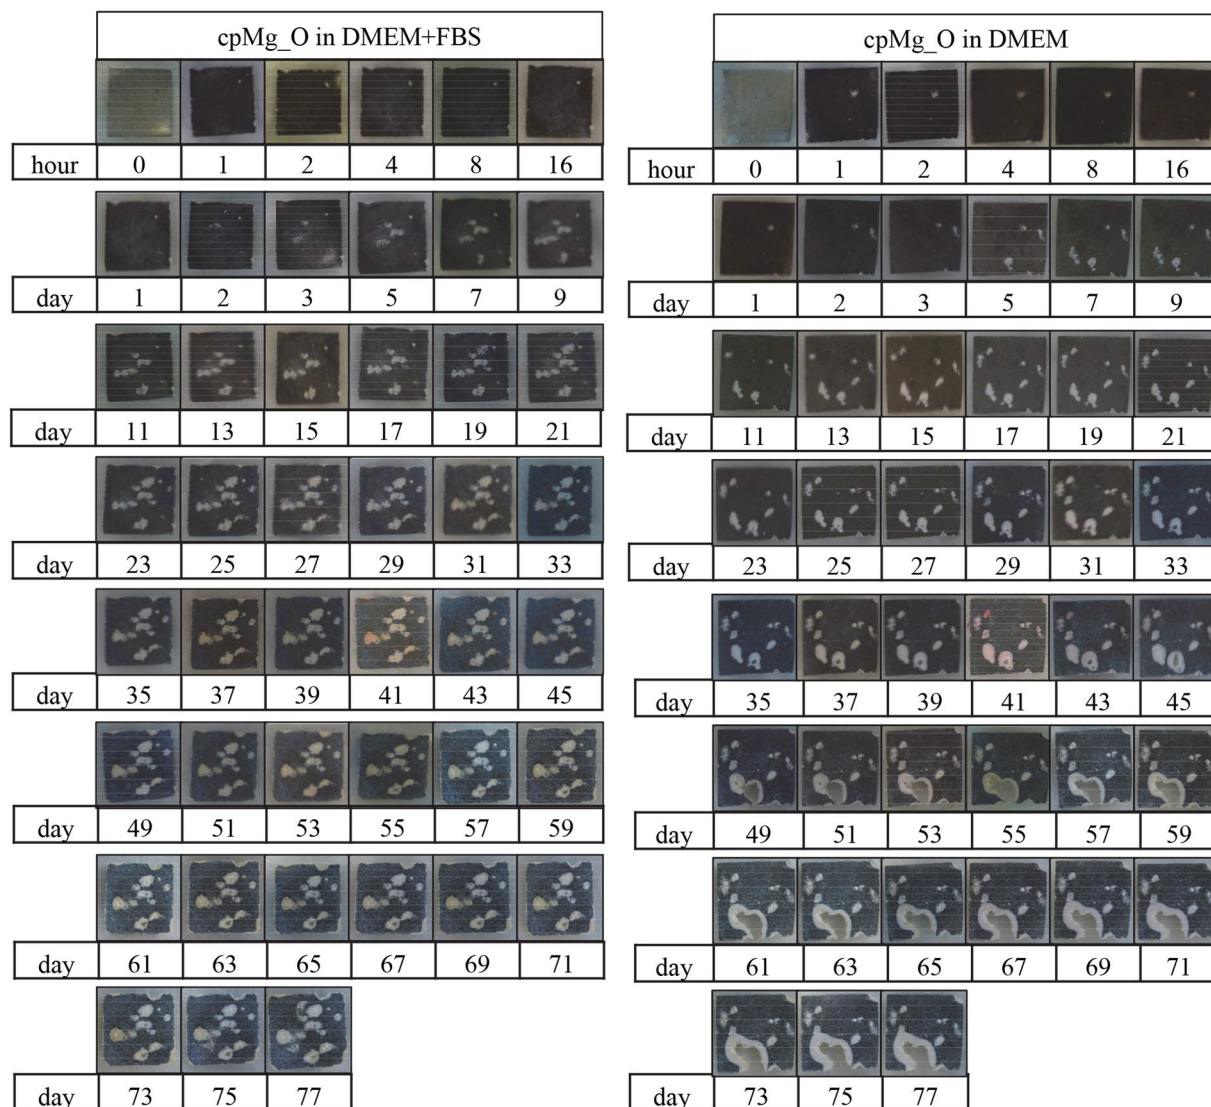 cpMg_O in DMEM+FBS
hour 0 1 2 4 8 16
day 1 2 3 5 7 9
day 11 13 15 17 19 21
day 23 25 27 29 31 33
day 35 37 39 41 43 45
day 49 51 53 55 57 59
day 61 63 65 67 69 71
day 73 75 77
cpMg_O in DMEM
hour 0 1 2 4 8 16
day 1 2 3 5 7 9
day 11 13 15 17 19 21
day 23 25 27 29 31 33
day 35 37 39 41 43 45
day 49 51 53 55 57 59
day 61 63 65 67 69 71
day 73 75 77